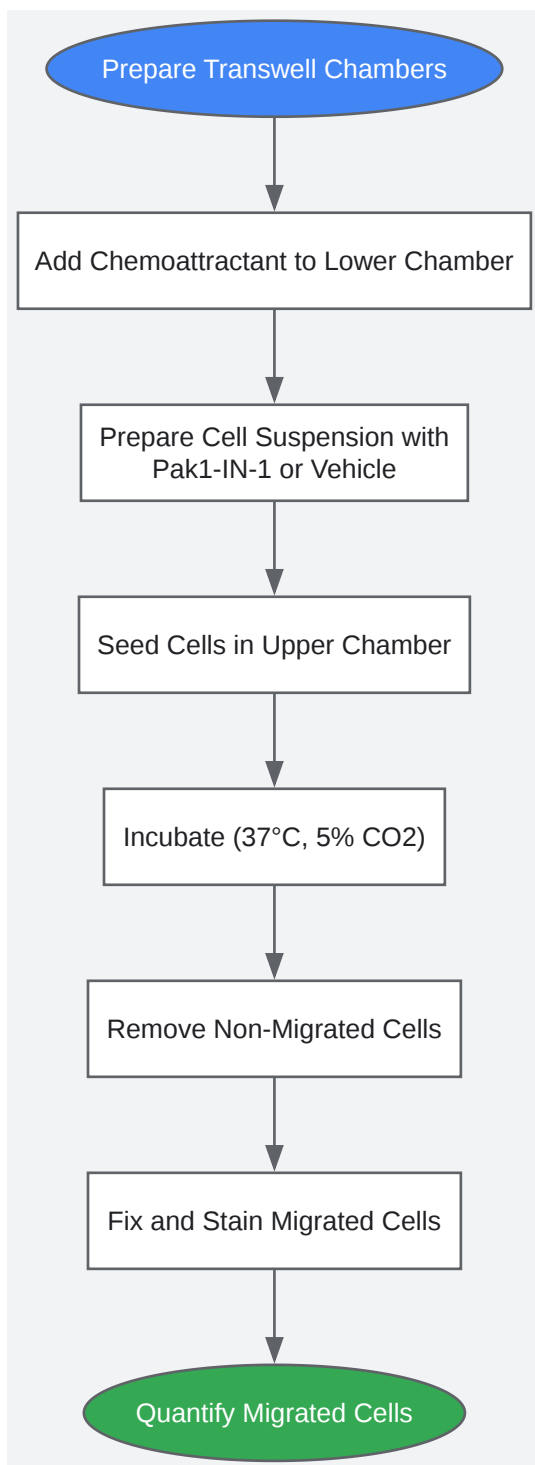 Prepare Transwell Chambers
Add Chemoattractant to Lower Chamber
Prepare Cell Suspension with
Pak1-IN-1 or Vehicle
Seed Cells in Upper Chamber
Incubate (37°C, 5% CO2)
Remove Non-Migrated Cells
Fix and Stain Migrated Cells
Quantify Migrated Cells